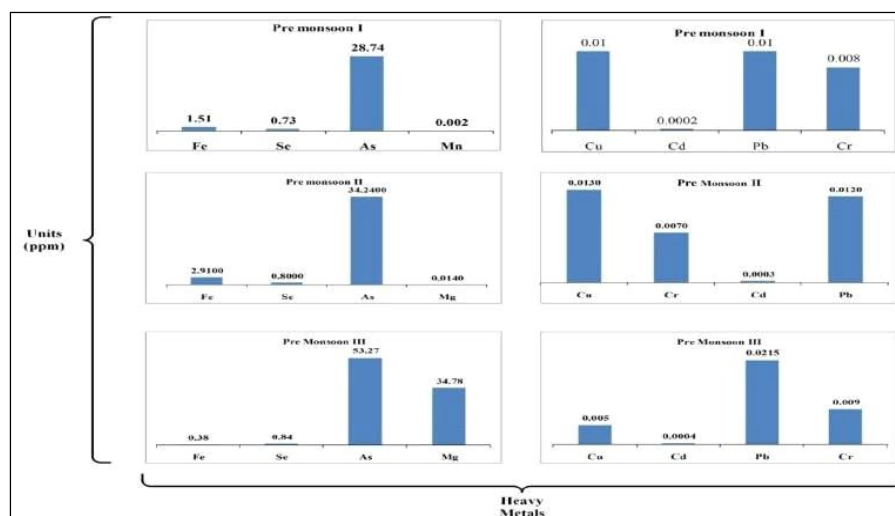 Pre monsoon I
28.74
1.51
0.73
0.002
Fe Se As Mn
Pre monsoon I
0.01
0.01
0.008
0.0002
Cu Cd Pb Cr
Pre monsoon II
34.2400
2.9100
0.8000
0.0140
Fe Se As Mg
Pre Monsoon II
0.0130
0.0120
0.0070
0.0003
Cu Cr Cd Pb
Units
(ppm)
Pre Monsoon III
53.27
34.78
0.38
0.84
Fe Se As Mg
Pre Monsoon III
0.0215
0.009
0.005
0.0004
Cu Cd Pb Cr
Heavy
Metals